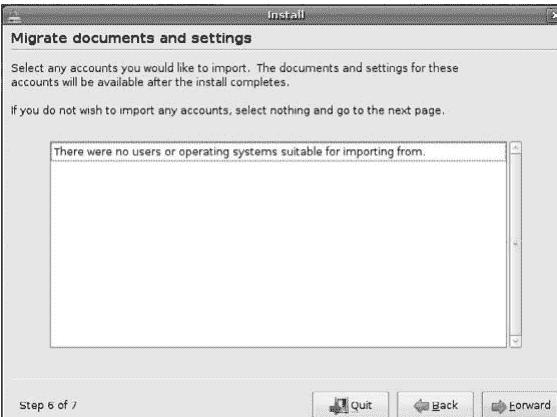 Install
Migrate documents and settings
Select any accounts you would like to import. The documents and settings for these
accounts will be available after the install completes.
If you do not wish to import any accounts, select nothing and go to the next page.
There were no users or operating systems suitable for importing from.
Step 6 of 7
Quit
Back
Forward